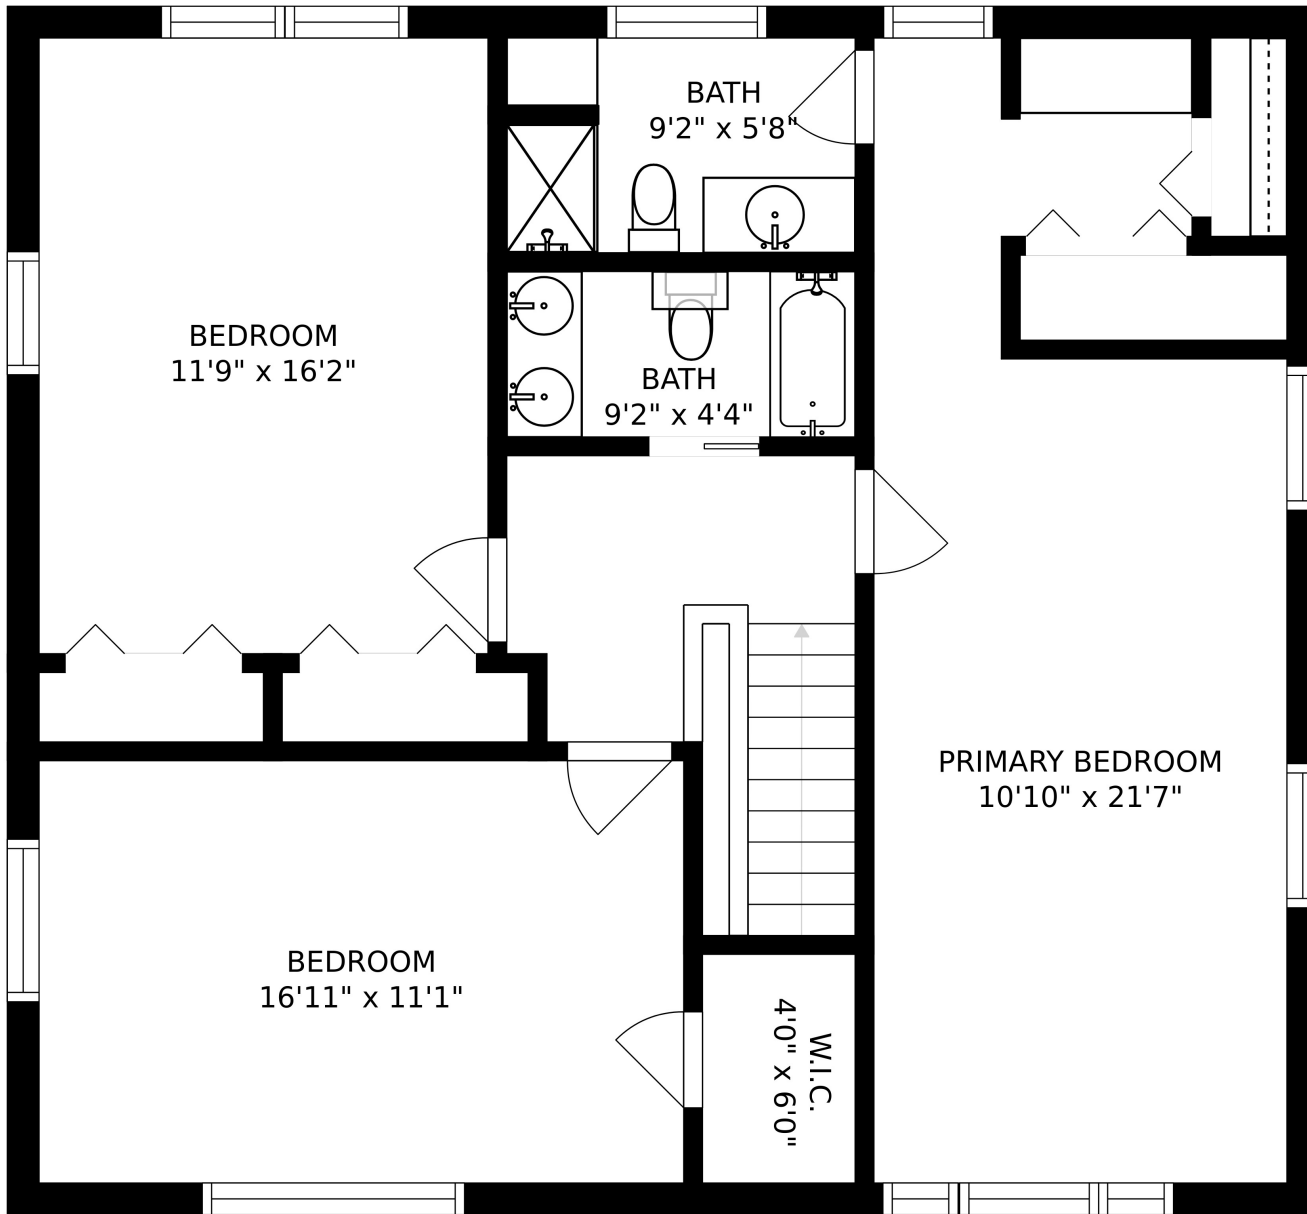 BATH
9'2" x 5'8"
BEDROOM
11'9" x 16'2"
BATH
9'2" x 4'4"
PRIMARY BEDROOM
10'10" x 21'7"
BEDROOM
16'11" x 11'1"
W.I.C.
4'0" x 6'0"